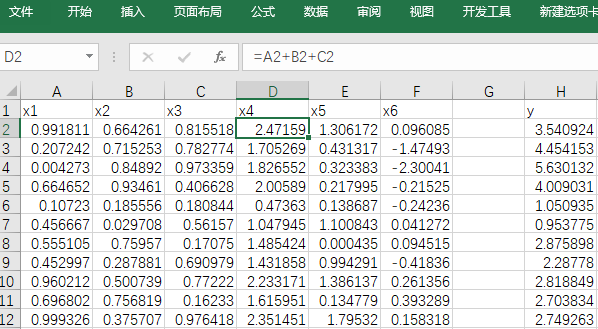 文件 开始 插入 页面布局 公式 数据 审阅 视图 开发工具 新建选项卡
D2 fx =A2+B2+C2
A B C D E F G H
1 x1 x2 x3 x4 x5 x6 y
2 0.991811 0.664261 0.815518 2.47159 1.306172 0.096085 3.540924
3 0.207242 0.715253 0.782774 1.705269 0.431317 -1.47493 4.454153
4 0.004273 0.84892 0.973359 1.826552 0.323383 -2.30041 5.630132
5 0.664652 0.93461 0.406628 2.00589 0.217995 -0.21525 4.009031
6 0.10723 0.185556 0.180844 0.47363 0.138687 -0.24236 1.050935
7 0.456667 0.029708 0.56157 1.047945 1.100843 0.041272 0.953775
8 0.555105 0.75957 0.17075 1.485424 0.000435 0.094515 2.875898
9 0.452997 0.287881 0.690979 1.431858 0.994291 -0.41836 2.28778
10 0.960212 0.500739 0.77222 2.233171 1.386137 0.261356 2.818849
11 0.696802 0.756819 0.16233 1.615951 0.134779 0.393289 2.703834
12 0.999326 0.375707 0.976418 2.351451 1.79532 0.158318 2.749263